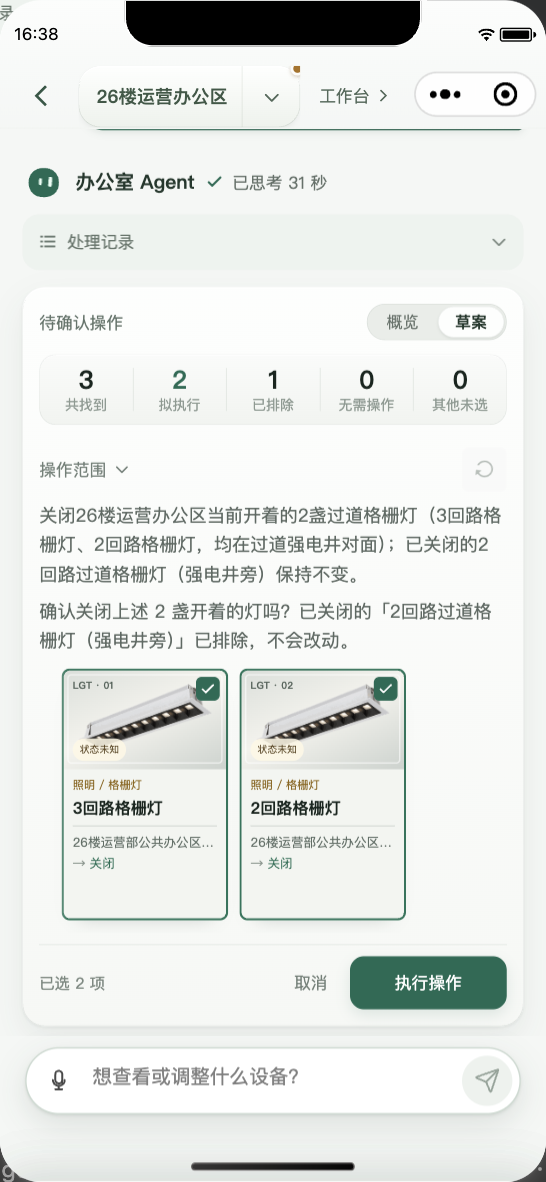 录
16:38
26楼运营办公区
工作台
办公室 Agent 已思考 31 秒
处理记录
待确认操作
概览
草案
3
2
1
0
0
共找到
拟执行
已排除
无需操作
其他未选
操作范围
关闭26楼运营办公区当前开着的2盏过道格栅灯（3回路格
栅灯、2回路格栅灯，均在过道强电井对面）；已关闭的2
回路过道格栅灯（强电井旁）保持不变。
确认关闭上述 2 盏开着的灯吗？已关闭的「2回路过道格
栅灯（强电井旁）」已排除，不会改动。
LGT · 01
状态未知
照明 / 格栅灯
3回路格栅灯
26楼运营部公共办公区...
→ 关闭
LGT · 02
状态未知
照明 / 格栅灯
2回路格栅灯
26楼运营部公共办公区...
→ 关闭
已选 2 项
取消
执行操作
想查看或调整什么设备？